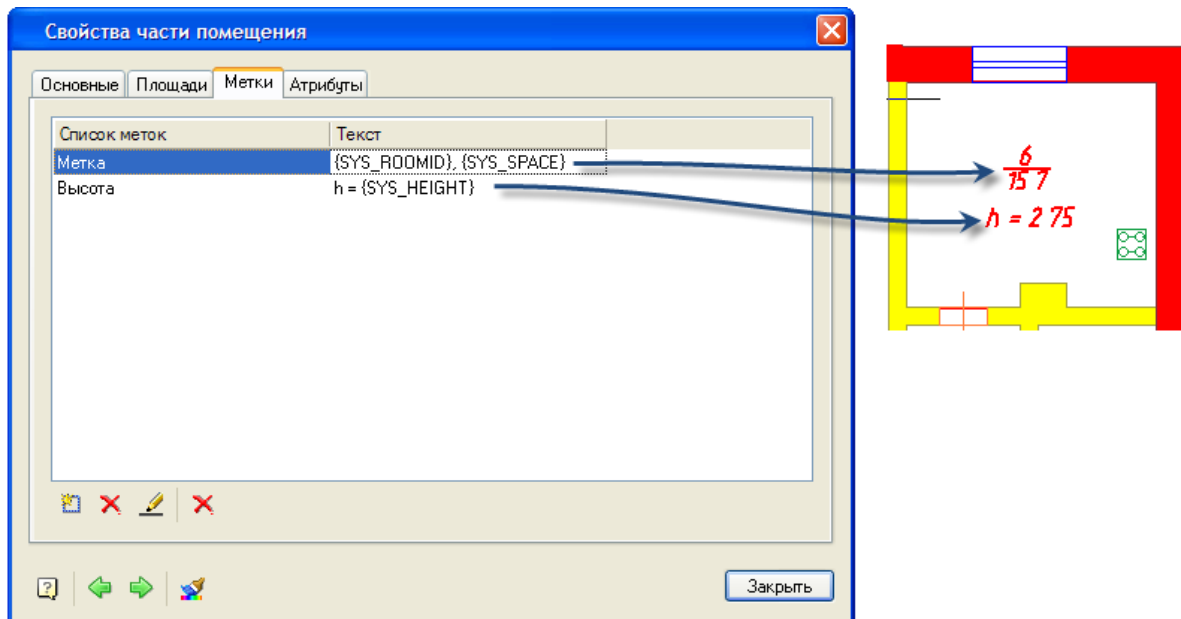 Свойства части помещения
Основные Площади Метки Атрибуты
Список меток Текст
Метка {SYS_ROOMID}, {SYS_SPACE}
Высота h = {SYS_HEIGHT}
6
15 7
h = 2 75
Закрыть